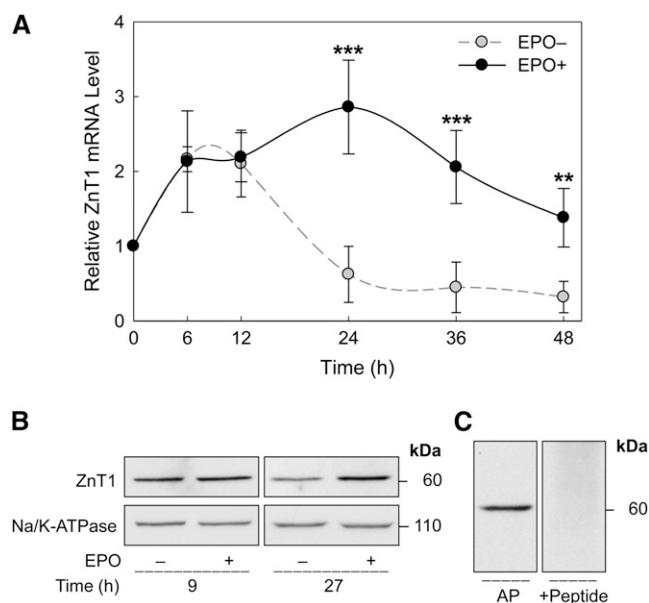 A
Relative ZnT1 mRNA Level
4
3
2
1
0
***
***
**
EPO–
EPO+
0 6 12 24 36 48
Time (h)
B
kDa
ZnT1
60
Na/K-ATPase
110
EPO – + – +
Time (h) 9 27
C
kDa
60
AP +Peptide